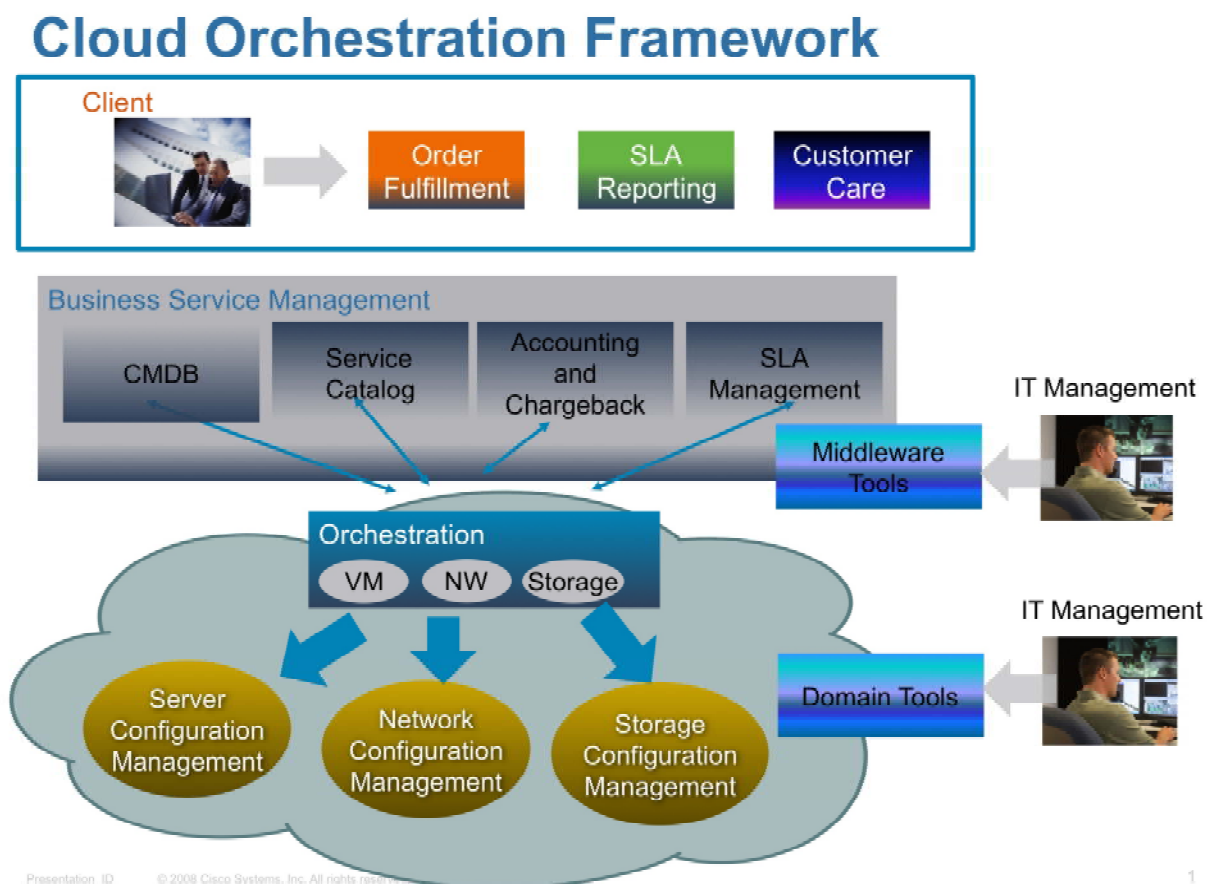 Cloud Orchestration Framework
Client
Order
Fulfillment
SLA
Reporting
Customer
Care
Business Service Management
CMDB
Service
Catalog
Accounting
and
Chargeback
SLA
Management
IT Management
Middleware
Tools
Orchestration
VM
NW
Storage
IT Management
Domain Tools
Server
Configuration
Management
Network
Configuration
Management
Storage
Configuration
Management
Presentation_ID
© 2008 Cisco Systems, Inc. All rights
1